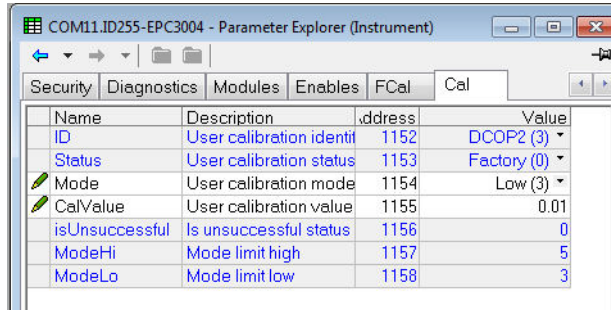 COM11.ID255-EPC3004 - Parameter Explorer (Instrument)
Security Diagnostics Modules Enables FCal Cal
Name Description ddress Value
ID User calibration identif 1152 DCOP2 (3)
Status User calibration status 1153 Factory (0)
Mode User calibration mode 1154 Low (3)
CalValue User calibration value 1155 0.01
isUnsuccessful Is unsuccessful status 1156 0
ModeHi Mode limit high 1157 5
ModeLo Mode limit low 1158 3